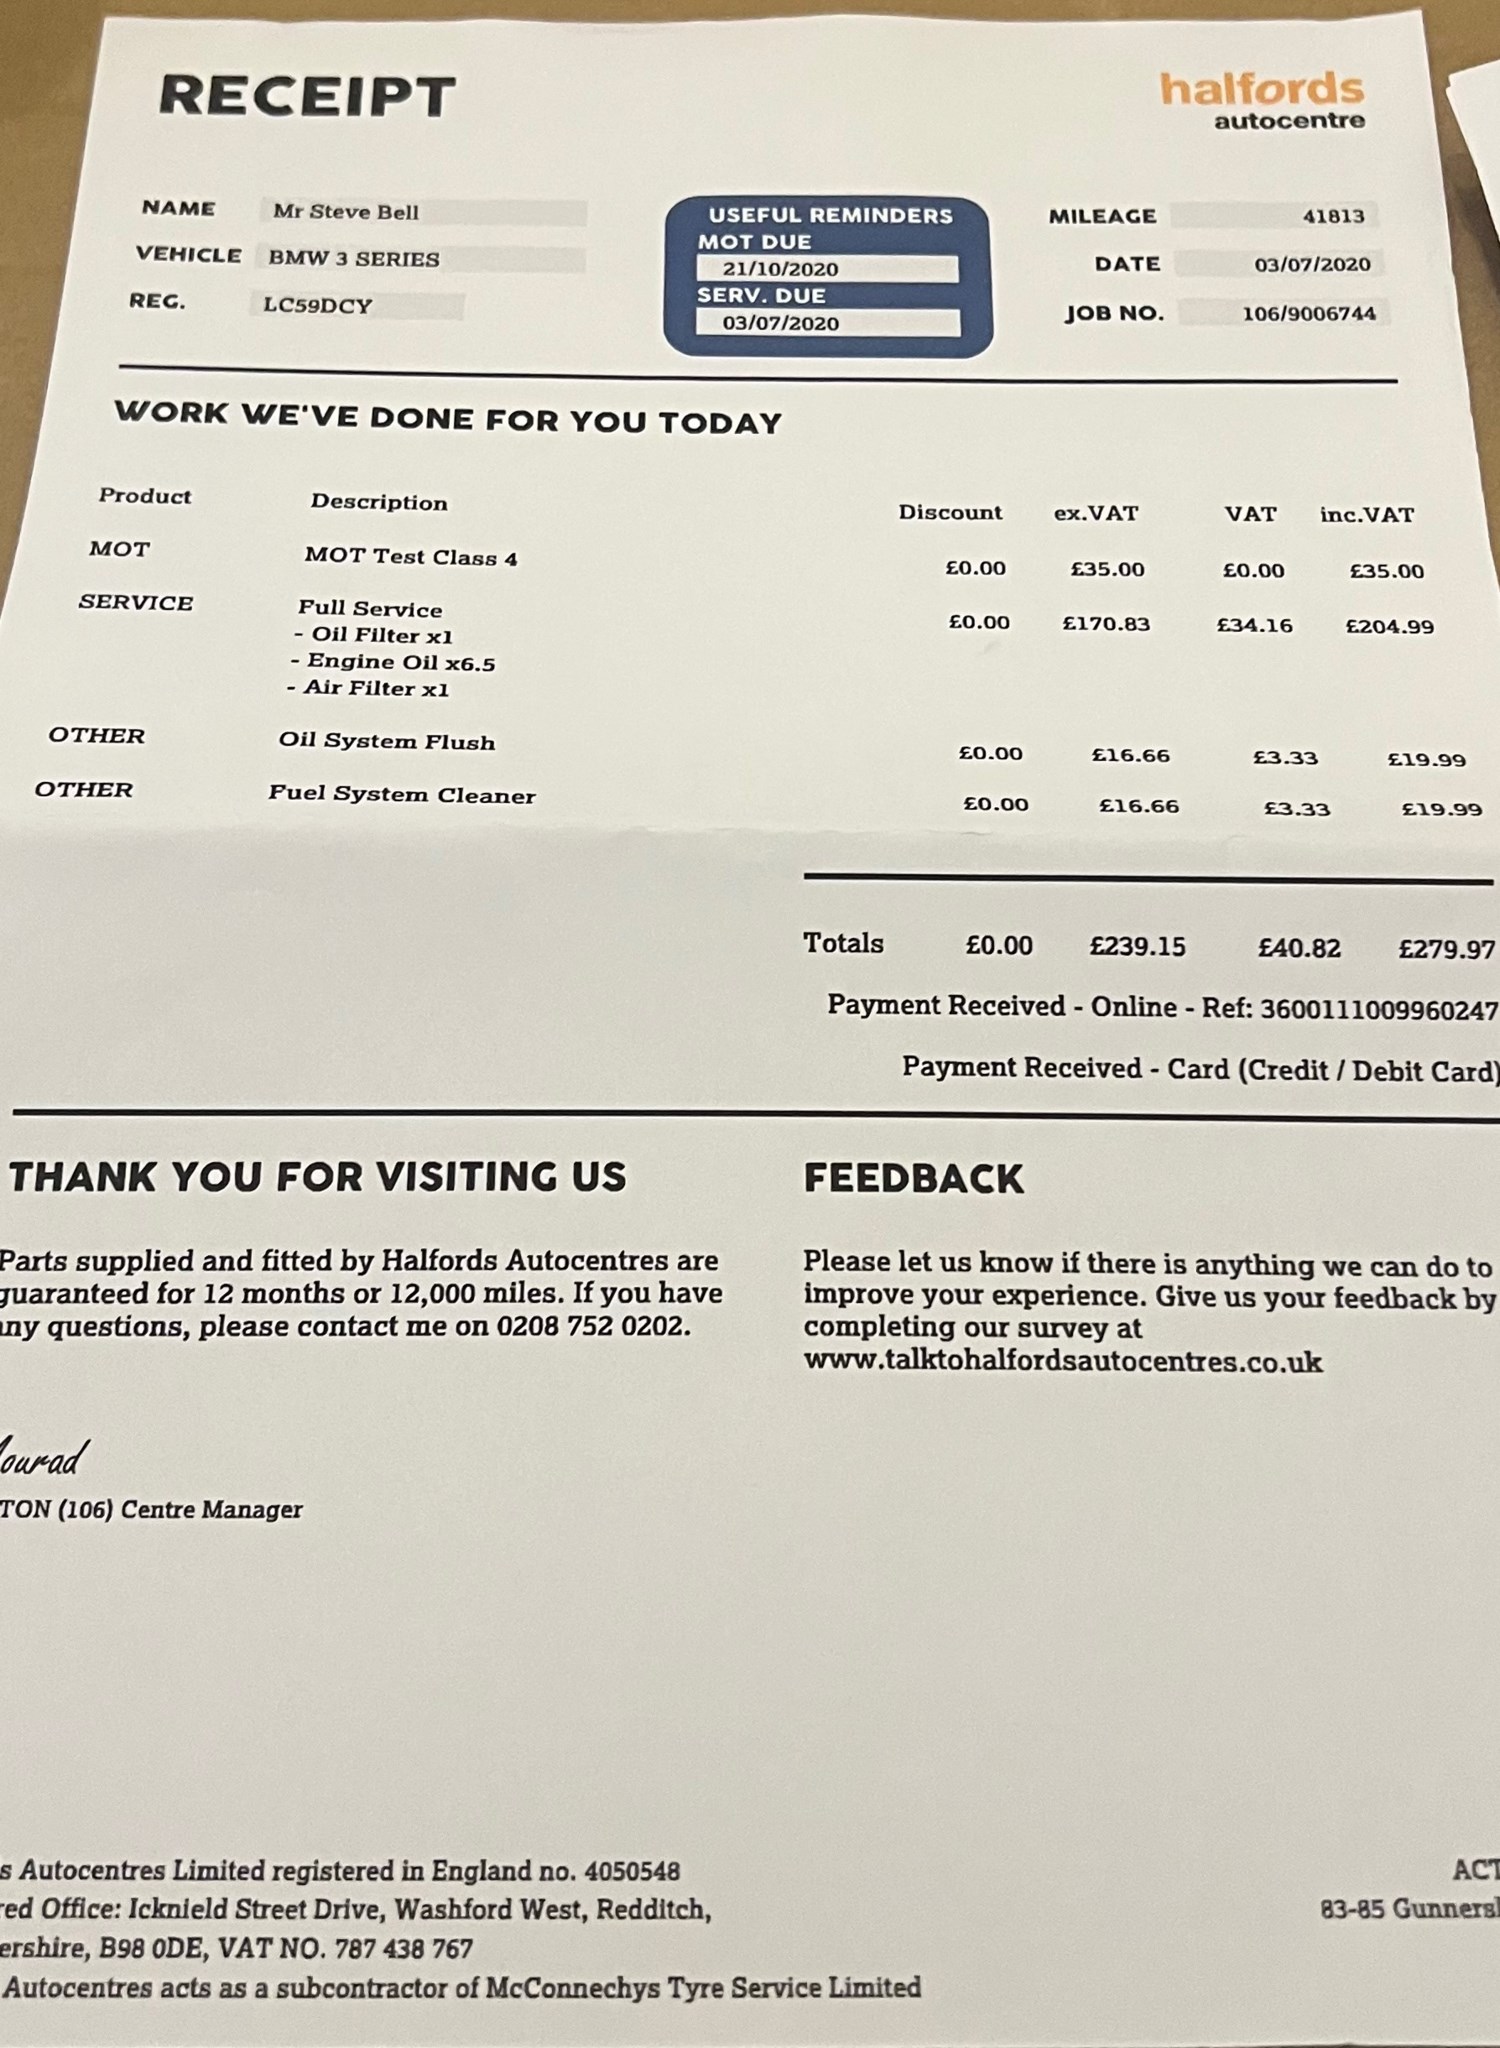 RECEIPT
halfords
autocentre
NAME Mr Steve Bell
VEHICLE BMW 3 SERIES
REG. LC59DCY
USEFUL REMINDERS
MOT DUE
21/10/2020
SERV. DUE
03/07/2020
MILEAGE 41813
DATE 03/07/2020
JOB NO. 106/9006744
WORK WE'VE DONE FOR YOU TODAY
Product Description Discount ex.VAT VAT inc.VAT
MOT MOT Test Class 4 £0.00 £35.00 £0.00 £35.00
SERVICE Full Service £0.00 £170.83 £34.16 £204.99
- Oil Filter x1
- Engine Oil x6.5
- Air Filter x1
OTHER Oil System Flush £0.00 £16.66 £3.33 £19.99
OTHER Fuel System Cleaner £0.00 £16.66 £3.33 £19.99
Totals £0.00 £239.15 £40.82 £279.97
Payment Received - Online - Ref: 3600111009960247
Payment Received - Card (Credit / Debit Card)
THANK YOU FOR VISITING US
Parts supplied and fitted by Halfords Autocentres are
guaranteed for 12 months or 12,000 miles. If you have
any questions, please contact me on 0208 752 0202.
FEEDBACK
Please let us know if there is anything we can do to
improve your experience. Give us your feedback by
completing our survey at
www.talktohalfordsautocentres.co.uk
ourad
TON (106) Centre Manager
s Autocentres Limited registered in England no. 4050548
red Office: Icknield Street Drive, Washford West, Redditch,
ershire, B98 0DE, VAT NO. 787 438 767
Autocentres acts as a subcontractor of McConnechys Tyre Service Limited
ACT
83-85 Gunners